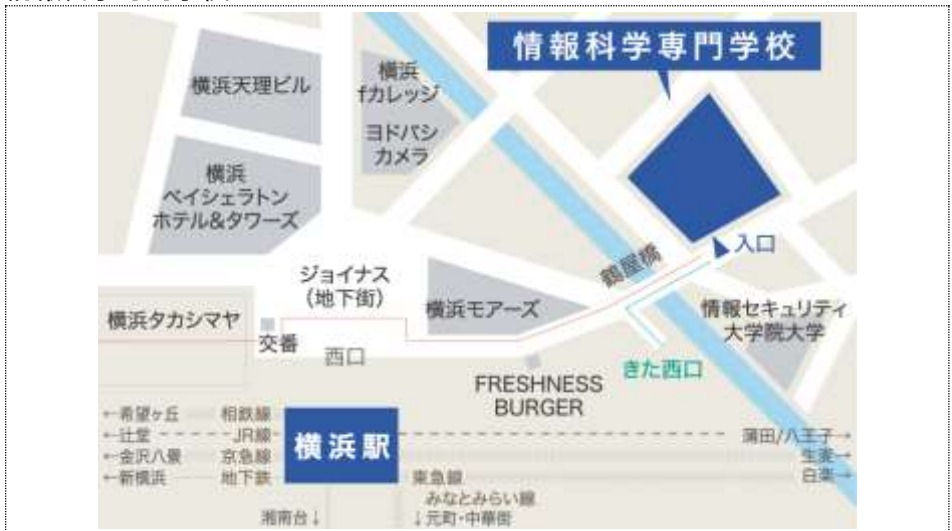 情報科学専門学校
横浜天理ビル
横浜
fカレッジ
ヨドバシ
カメラ
横浜
ベイシェラトン
ホテル&タワーズ
入口
鶴屋橋
ジョイナス
(地下街)
横浜モアーズ
情報セキュリティ
大学院大学
横浜タカシマヤ
交番
西口
きた西口
FRESHNESS
BURGER
←希望ヶ丘 相鉄線
←辻堂 JR線
←金沢八景 京急線
←新横浜 地下鉄
横浜駅
蒲田/八王子→
生麦→
白楽→
東急線
みなとみらい線
↓元町・中華街
湘南台↓